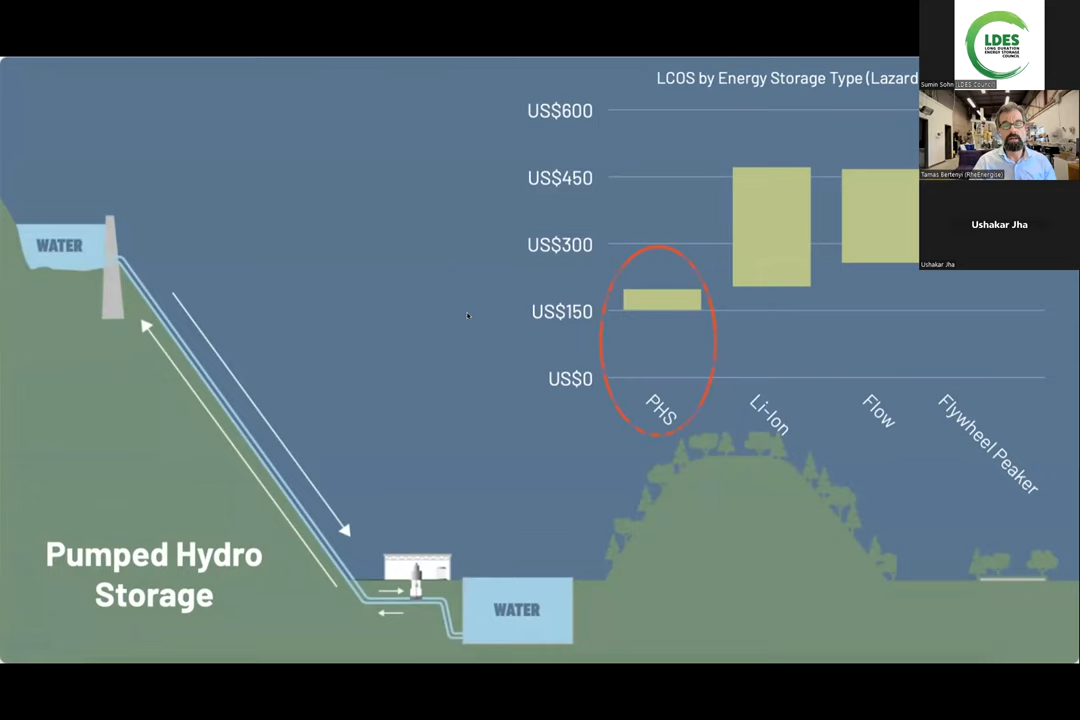 LCOS by Energy Storage Type (Lazard
US$600
US$450
US$300
US$150
US$0
PHS
Li-Ion
Flow
Flywheel Peaker
WATER
WATER
Pumped Hydro
Storage
LDES
LONG DURATION
ENERGY STORAGE
COUNCIL
Sumin Sohn (LDES Council)
Tamas Bertenyi (RheEnergise)
Ushakar Jha
Ushakar Jha